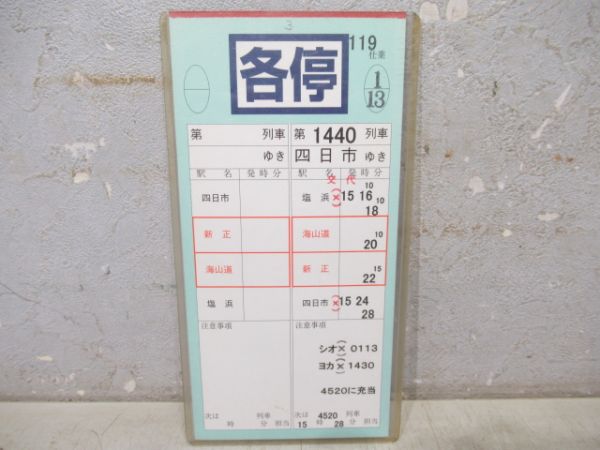 3
各停
119
仕業
1
13
第 列車
ゆき
駅名 発時分
四日市
新正
海山道
塩浜
注意事項
次は 列車
時 分 担当
第 1440 列車
四日市 ゆき
駅名 発時分
交代 10
塩浜 (×) 15 16 10
18
海山道 10
20
新正 15
22
四日市 (×) 15 24
28
注意事項
シオ(×) 0113
ヨカ(×) 1430
4520に充当
次は 4520 列車
15 時 28 分 担当